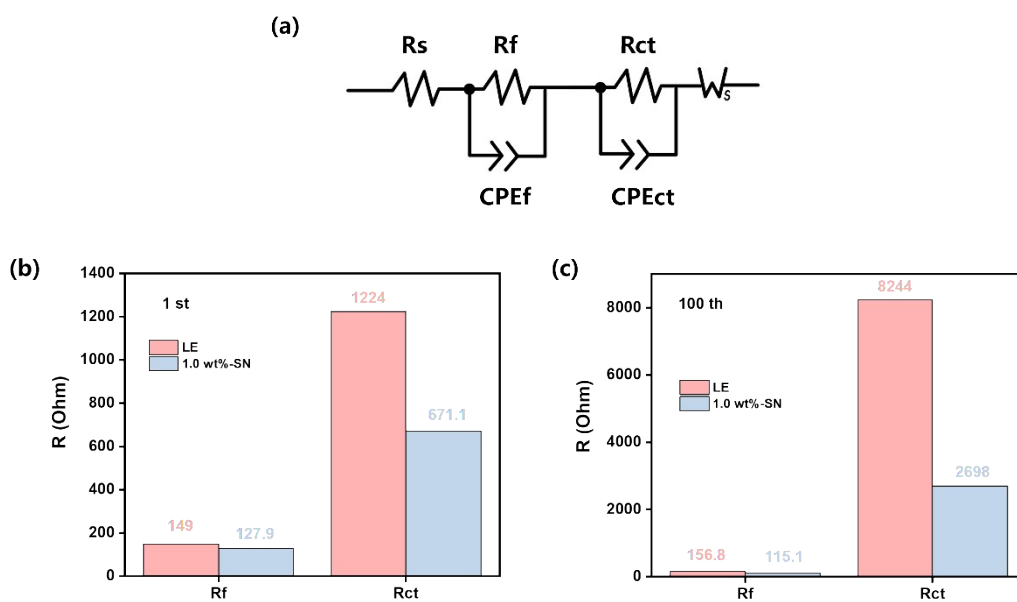 (a)
Rs
Rf
Rct
S
CPEf
CPEct
(b)
1400
1200
1000
800
600
400
200
0
R (Ohm)
1 st
LE
1.0 wt%-SN
149
127.9
1224
671.1
Rf
Rct
(c)
8000
6000
4000
2000
0
R (Ohm)
100 th
LE
1.0 wt%-SN
156.8
115.1
8244
2698
Rf
Rct